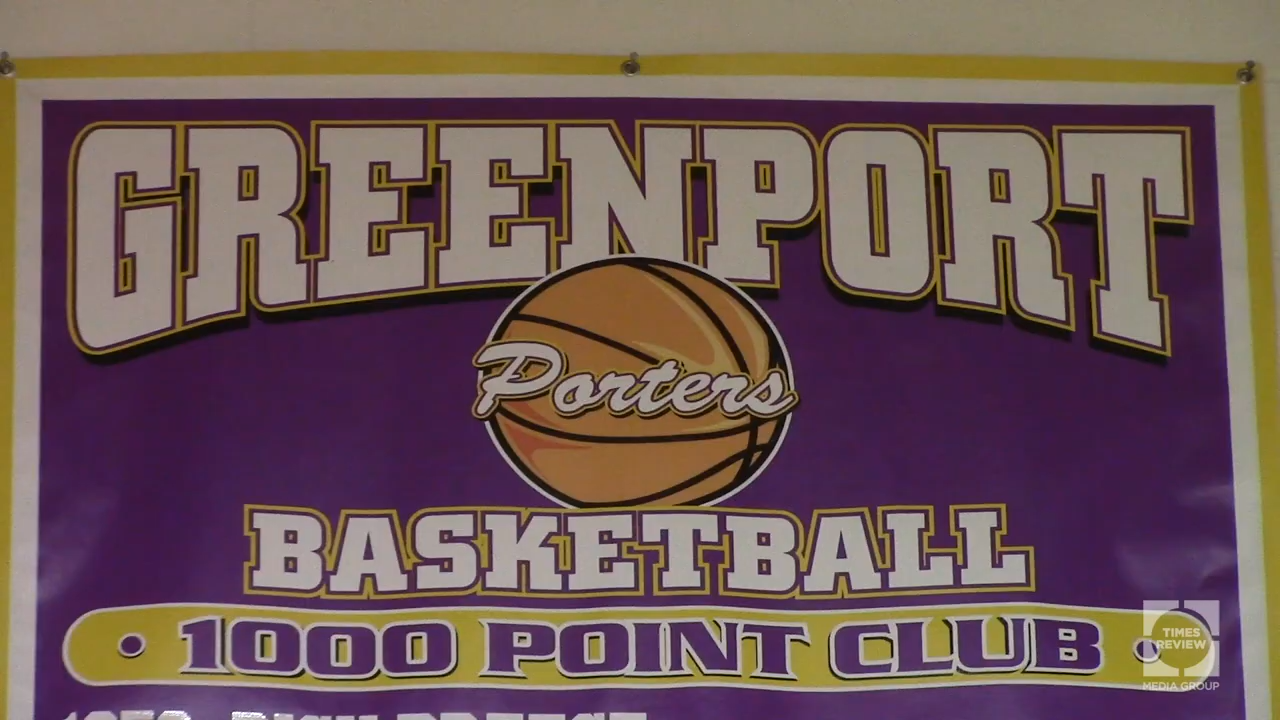 GREENPORT
Porters
BASKETBALL
• 1000 POINT CLUB •
TIMES
REVIEW
MEDIA GROUP